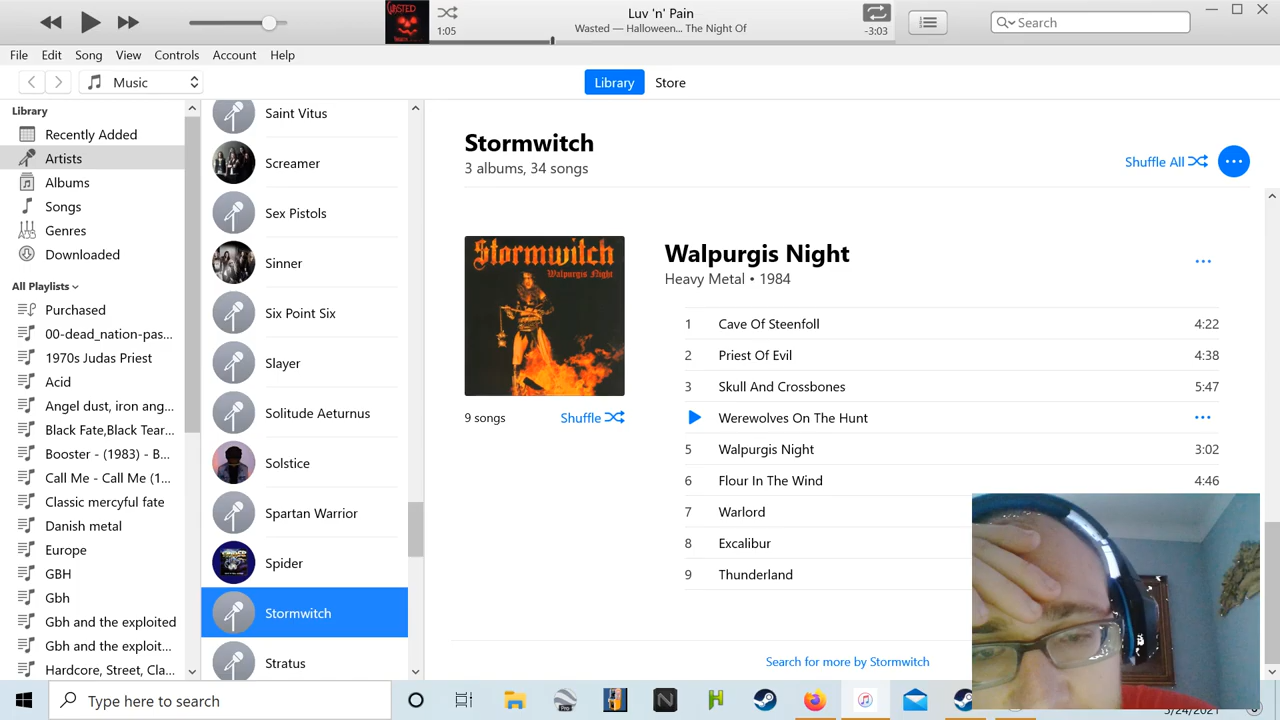 WASTED
1:05
Luv 'n' Pain
Wasted — Halloween... The Night Of
-3:03
Search
File Edit Song View Controls Account Help
Music
Library Store
Library
Recently Added
Artists
Albums
Songs
Genres
Downloaded
All Playlists
Purchased
00-dead_nation-pas...
1970s Judas Priest
Acid
Angel dust, iron ang...
Black Fate,Black Tear...
Booster - (1983) - B...
Call Me - Call Me (1...
Classic mercyful fate
Danish metal
Europe
GBH
Gbh
Gbh and the exploited
Gbh and the exploit...
Hardcore, Street, Cla...
Saint Vitus
Screamer
Sex Pistols
Sinner
Six Point Six
Slayer
Solitude Aeturnus
Solstice
Spartan Warrior
Spider
Stormwitch
Stratus
Stormwitch
3 albums, 34 songs
Shuffle All
Stormwitch
Walpurgis Night
9 songs Shuffle
Walpurgis Night
Heavy Metal • 1984
1 Cave Of Steenfoll 4:22
2 Priest Of Evil 4:38
3 Skull And Crossbones 5:47
Werewolves On The Hunt
5 Walpurgis Night 3:02
6 Flour In The Wind 4:46
7 Warlord
8 Excalibur
9 Thunderland
Search for more by Stormwitch
Type here to search
Pro
N
H